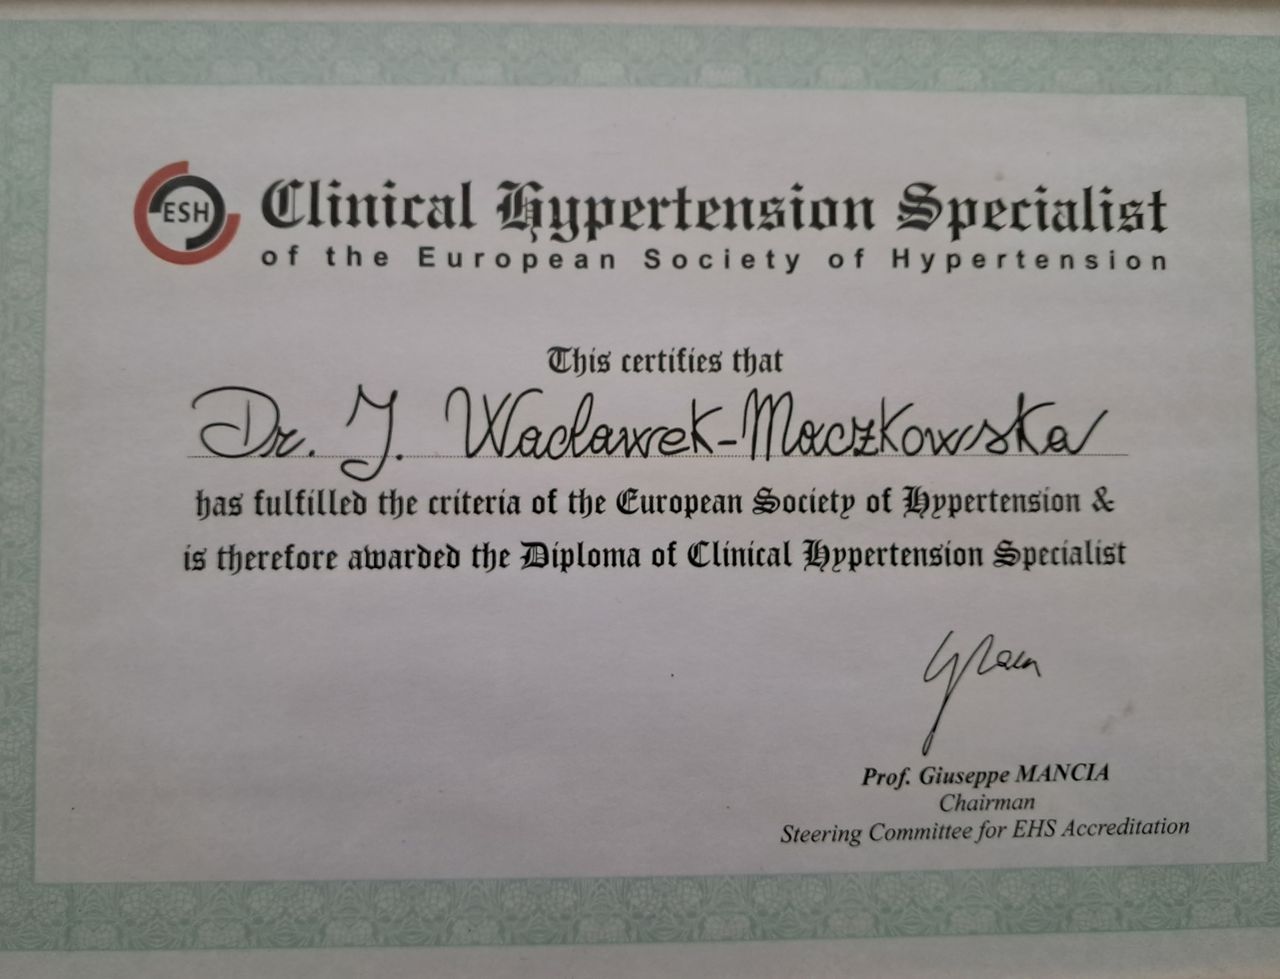 ESH
Clinical Hypertension Specialist
of the European Society of Hypertension
This certifies that
Dr. J. Wacławek-Maczkowska
has fulfilled the criteria of the European Society of Hypertension &
is therefore awarded the Diploma of Clinical Hypertension Specialist
Prof. Giuseppe MANCIA
Chairman
Steering Committee for EHS Accreditation